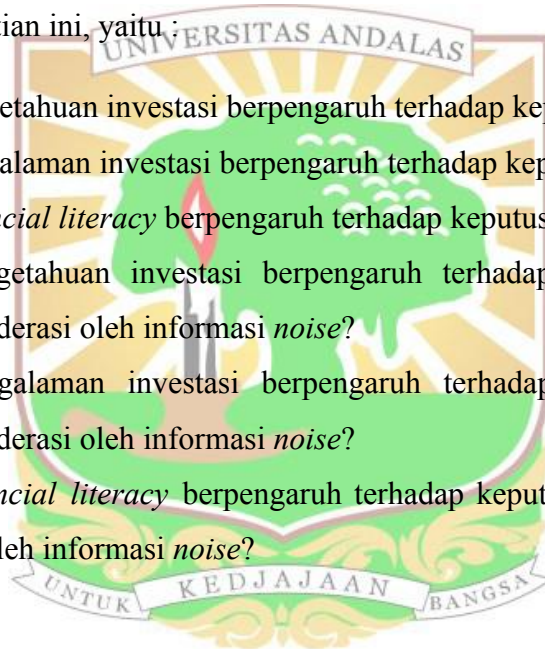 tian ini, yaitu :
UNIVERSITAS ANDALAS
getahuan investasi berpengaruh terhadap kep
alaman investasi berpengaruh terhadap kep
ncial literacy berpengaruh terhadap keputus
getahuan investasi berpengaruh terhadap
derasi oleh informasi noise?
galaman investasi berpengaruh terhadap
derasi oleh informasi noise?
ncial literacy berpengaruh terhadap keput
leh informasi noise?
UNTUK KEDJAJAAN BANGSA